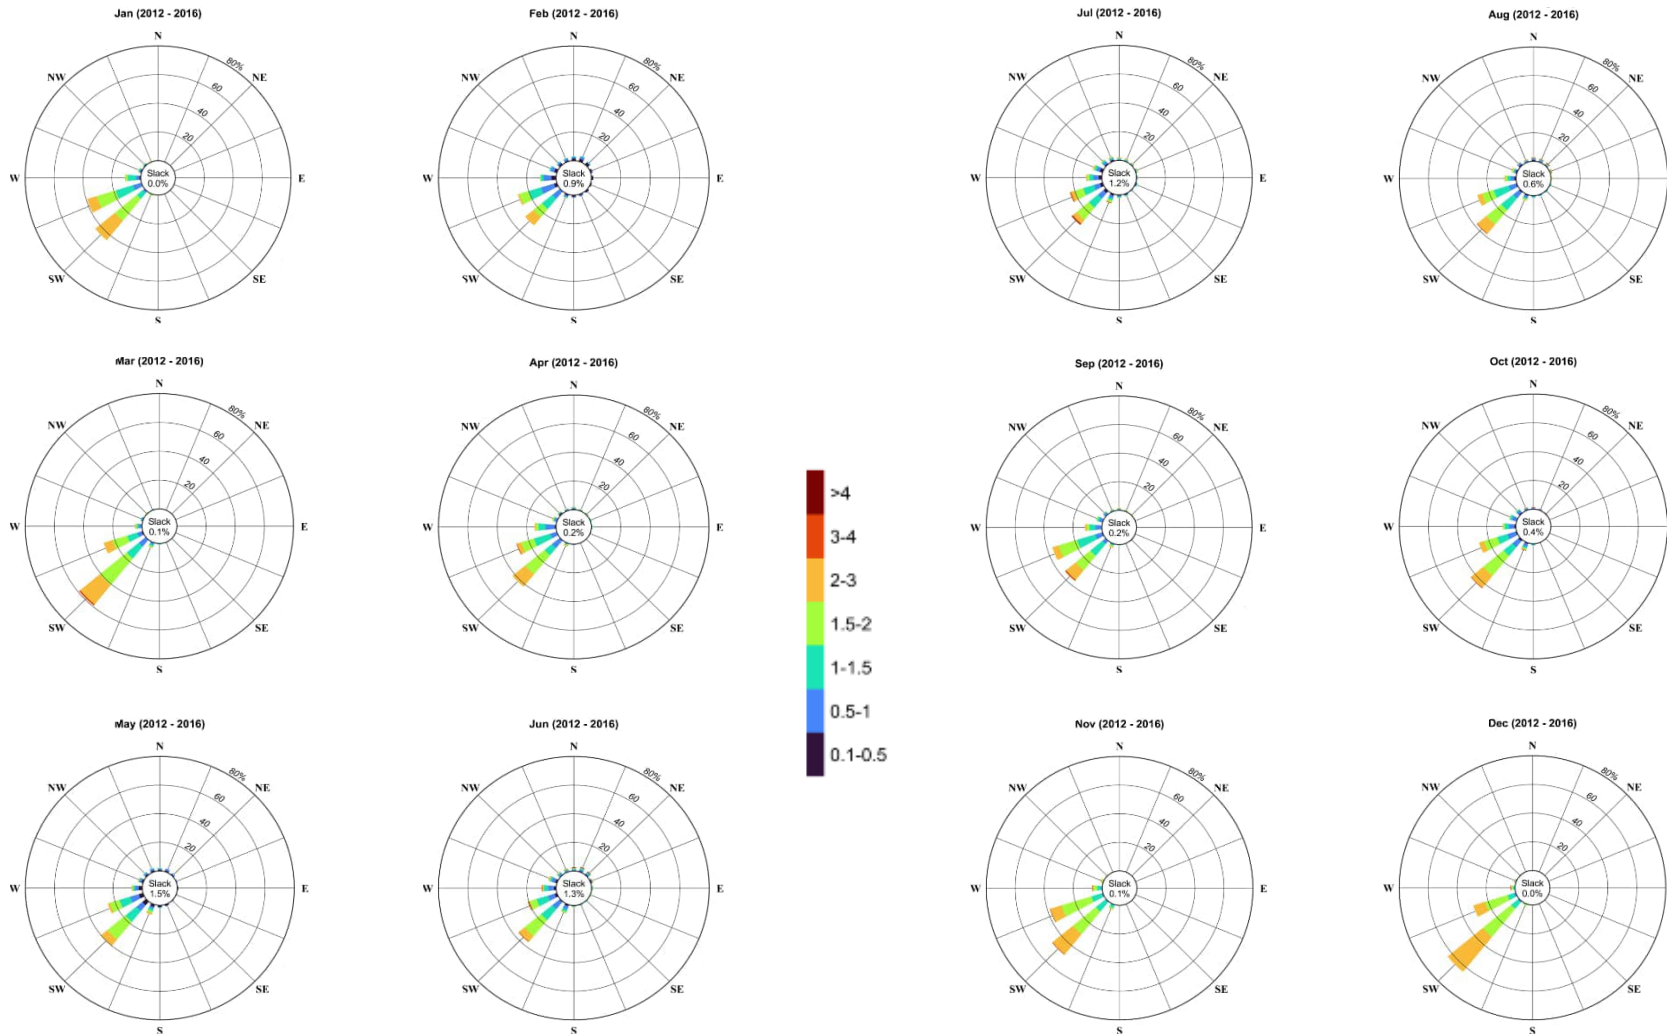 Jan (2012 - 2016)
N
NW
NE
80%
60
40
20
W
Slack
0.0%
E
SW
SE
S
Feb (2012 - 2016)
N
NW
NE
80%
60
40
20
W
Slack
0.9%
E
SW
SE
S
Jul (2012 - 2016)
N
NW
NE
80%
60
40
20
W
Slack
1.2%
E
SW
SE
S
Aug (2012 - 2016)
N
NW
NE
80%
60
40
20
W
Slack
0.6%
E
SW
SE
S
Mar (2012 - 2016)
N
NW
NE
80%
60
40
20
W
Slack
0.1%
E
SW
SE
S
Apr (2012 - 2016)
N
NW
NE
80%
60
40
20
W
Slack
0.2%
E
SW
SE
S
>4
3-4
2-3
1.5-2
1-1.5
0.5-1
0.1-0.5
Sep (2012 - 2016)
N
NW
NE
80%
60
40
20
W
Slack
0.2%
E
SW
SE
S
Oct (2012 - 2016)
N
NW
NE
80%
60
40
20
W
Slack
0.4%
E
SW
SE
S
May (2012 - 2016)
N
NW
NE
80%
60
40
20
W
Slack
1.5%
E
SW
SE
S
Jun (2012 - 2016)
N
NW
NE
80%
60
40
20
W
Slack
1.3%
E
SW
SE
S
Nov (2012 - 2016)
N
NW
NE
80%
60
40
20
W
Slack
0.1%
E
SW
SE
S
Dec (2012 - 2016)
N
NW
NE
80%
60
40
20
W
Slack
0.0%
E
SW
SE
S